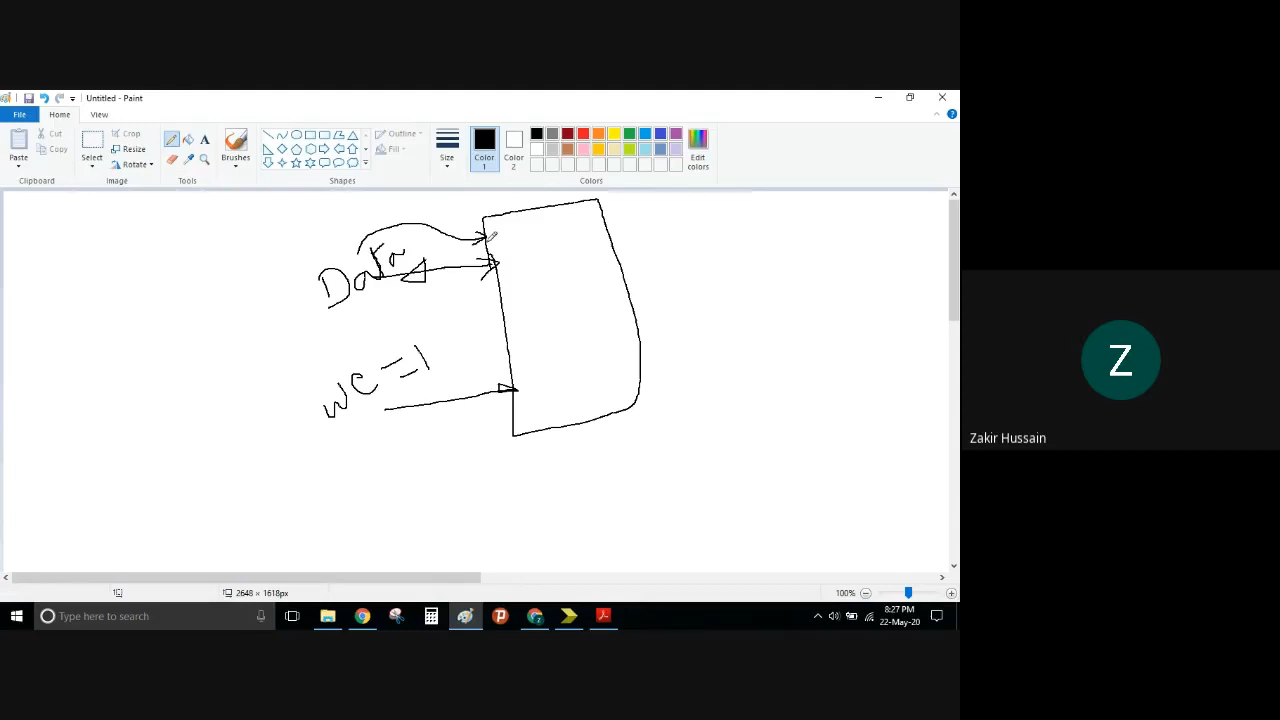 Untitled - Paint
File Home View
Paste Cut Copy Clipboard
Select Crop Resize Rotate Image
Tools
Brushes
Shapes Outline Fill
Size
Color 1 Color 2 Edit colors Colors
Data
we=1
Z
Zakir Hussain
2648 × 1618px 100%
Type here to search
8:27 PM
22-May-20